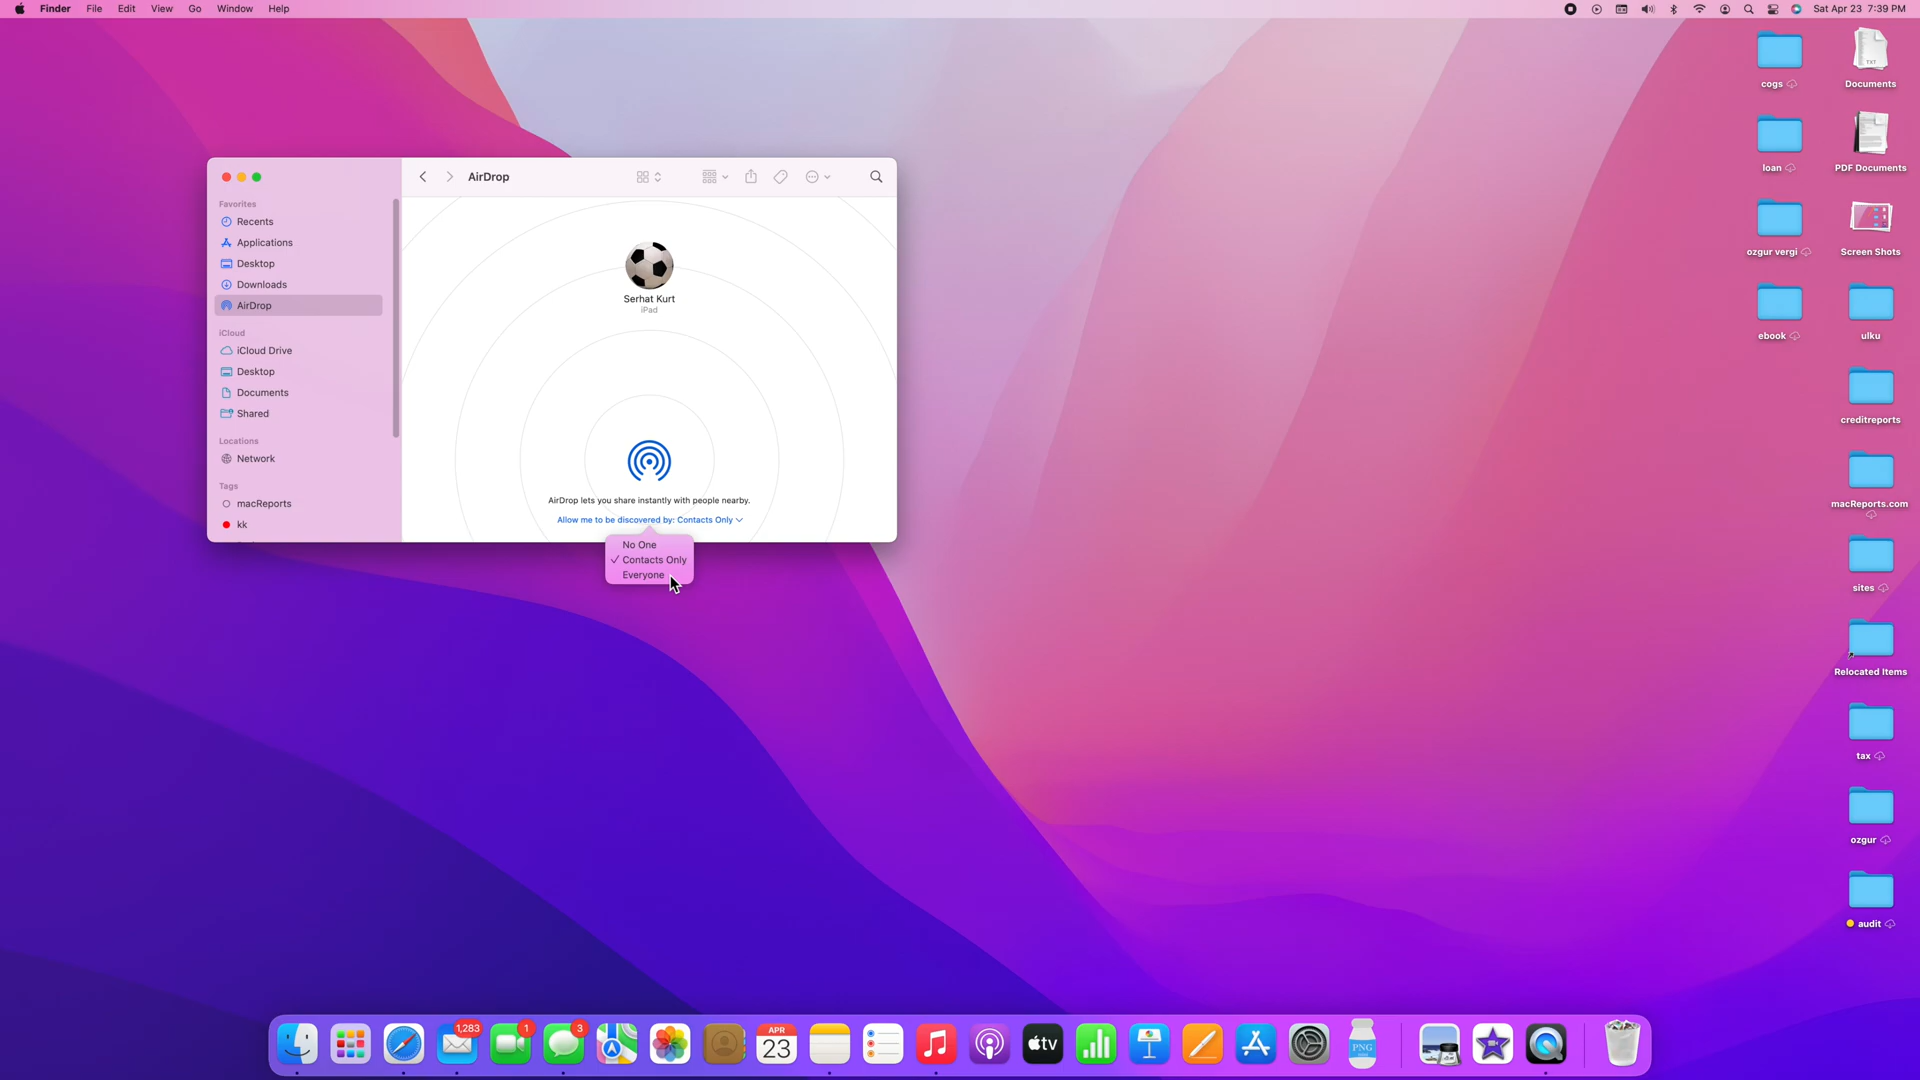 Finder File Edit View Go Window Help
Sat Apr 23 7:39 PM
AirDrop
Favorites
Recents
Applications
Desktop
Downloads
AirDrop
iCloud
iCloud Drive
Desktop
Documents
Shared
Locations
Network
Tags
macReports
kk
Serhat Kurt
iPad
AirDrop lets you share instantly with people nearby.
Allow me to be discovered by: Contacts Only
No One
✓ Contacts Only
Everyone
cogs
Documents
loan
PDF Documents
ozgur vergi
Screen Shots
ebook
ulku
creditreports
macReports.com
sites
Relocated Items
tax
ozgur
audit
TXT
1,283
1
3
APR
23
tv
PNG